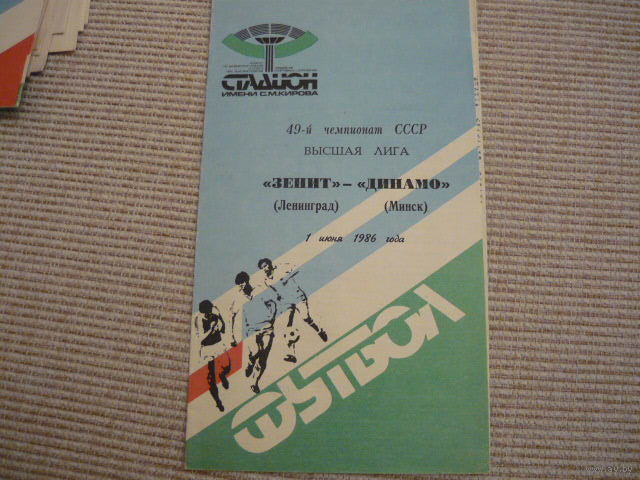 СТАДИОН
ИМЕНИ С.М.КИРОВА
49-й чемпионат СССР
ВЫСШАЯ ЛИГА
«ЗЕНИТ» – «ДИНАМО»
(Ленинград) (Минск)
1 июня 1986 года
ФУТБОЛ